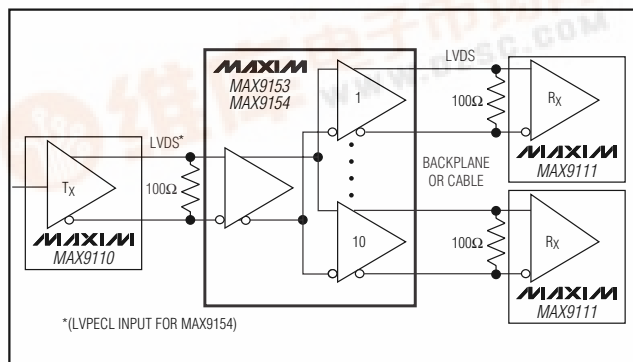 MAXIM
MAX9153
MAX9154
1
10
LVDS*
100Ω
TX
MAXIM
MAX9110
LVDS
100Ω
RX
MAXIM
MAX9111
BACKPLANE
OR CABLE
100Ω
RX
MAXIM
MAX9111
*(LVPECL INPUT FOR MAX9154)